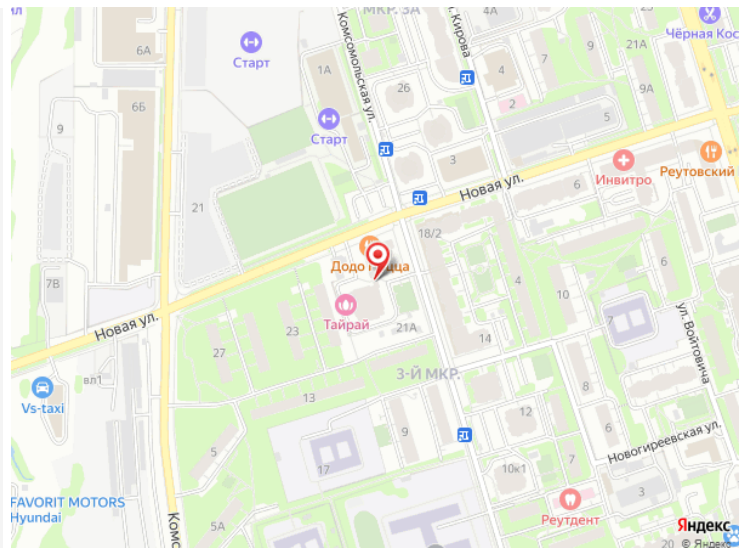 МКР. 3А
Кирова
6А
Старт
1А
Комсомольская ул.
26
4
7
9
21А
Чёрная Кос
6Б
2
9А
9
Старт
5
3
Новая ул.
6
Инвитро
Реутовский
21
18/2
7В
Додо Пицца
4
10
7
ул. Войтовича
Новая ул.
Тайрай
23
21А
14
27
вл1
3-Й МКР.
Vs-taxi
13
8
12
6
9
Новогиреевская ул.
5
17
10к1
7
FAVORIT MOTORS
Hyundai
3
Реутдент
5А
Комс
20
Яндекс
© Яндекс